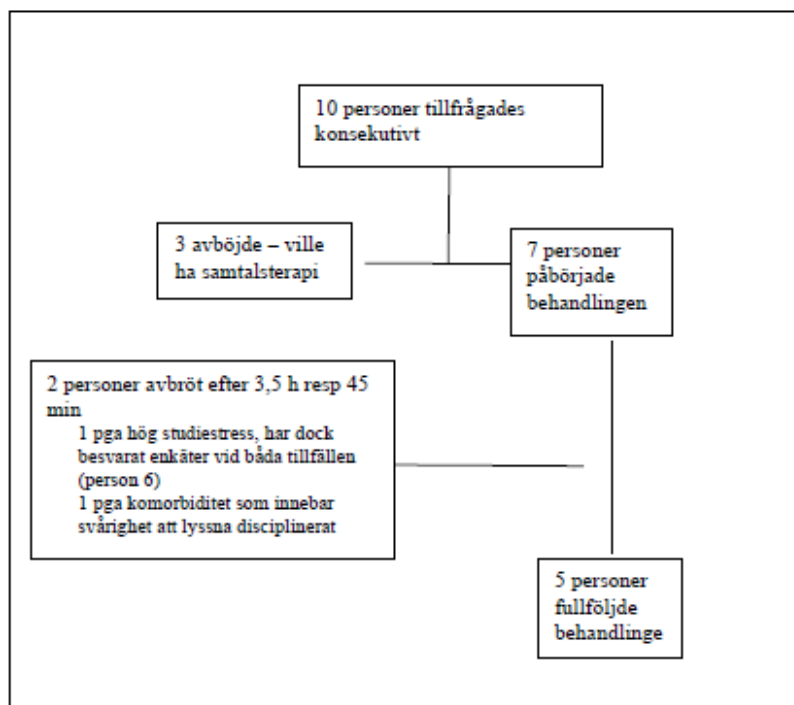 10 personer tillfrågades
konsekutivt
3 avböjde – ville
ha samtalsterapi
7 personer
påbörjade
behandlingen
2 personer avbröt efter 3,5 h resp 45
min
1 pga hög studiestress, har dock
besvarat enkäter vid båda tillfällen
(person 6)
1 pga komorbiditet som innebar
svårighet att lyssna disciplinerat
5 personer
fullföljde
behandlinge